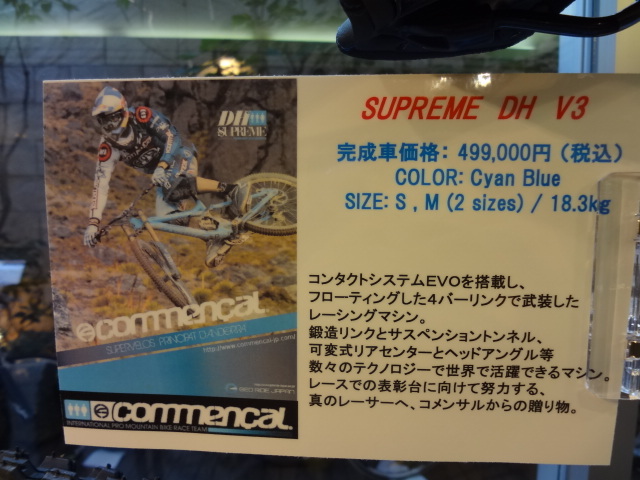 DH
SUPREME
commencal
SUPERVELOS PRINCIPAT D'ANDORRA
http://www.commencal-jp.com/
commencal
INTERNATIONAL PRO MOUNTAIN BIKE RACE TEAM
SUPREME DH V3
完成車価格: 499,000円 (税込)
COLOR: Cyan Blue
SIZE: S , M (2 sizes) / 18.3kg
コンタクトシステムEVOを搭載し、
フローティングした4バーリンクで武装した
レーシングマシン。
鍛造リンクとサスペンショントンネル、
可変式リアセンターとヘッドアングル等
数々のテクノロジーで世界で活躍できるマシン。
レースでの表彰台に向けて努力する、
真のレーサーへ、コメンサルからの贈り物。